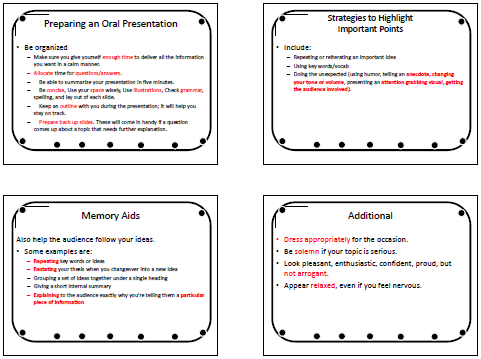 Preparing an Oral Presentation
• Be organized
– Make sure you give yourself enough time to deliver all the information
you want in a calm manner.
– Allocate time for questions/answers.
– Be able to summarize your presentation in five minutes.
– Be concise, Use your space wisely, Use illustrations, Check grammar,
spelling, and lay out of each slide.
– Keep an outline with you during the presentation; it will help you
stay on track.
– Prepare back up slides. These will come in handy if a question
comes up about a topic that needs further explanation.
Strategies to Highlight
Important Points
• Include:
– Repeating or reiterating an important idea
– Using key words/vocab
– Doing the unexpected (using humor, telling an anecdote, changing
your tone or volume, presenting an attention grabbing visual, getting
the audience involved).
Memory Aids
Also help the audience follow your ideas.
• Some examples are:
– Repeating key words or ideas
– Restating your thesis when you changeover into a new idea
– Grouping a set of ideas together under a single heading
– Giving a short internal summary
– Explaining to the audience exactly why you're telling them a particular
piece of information
Additional
• Dress appropriately for the occasion.
• Be solemn if your topic is serious.
• Look pleasant, enthusiastic, confident, proud, but
not arrogant.
• Appear relaxed, even if you feel nervous.